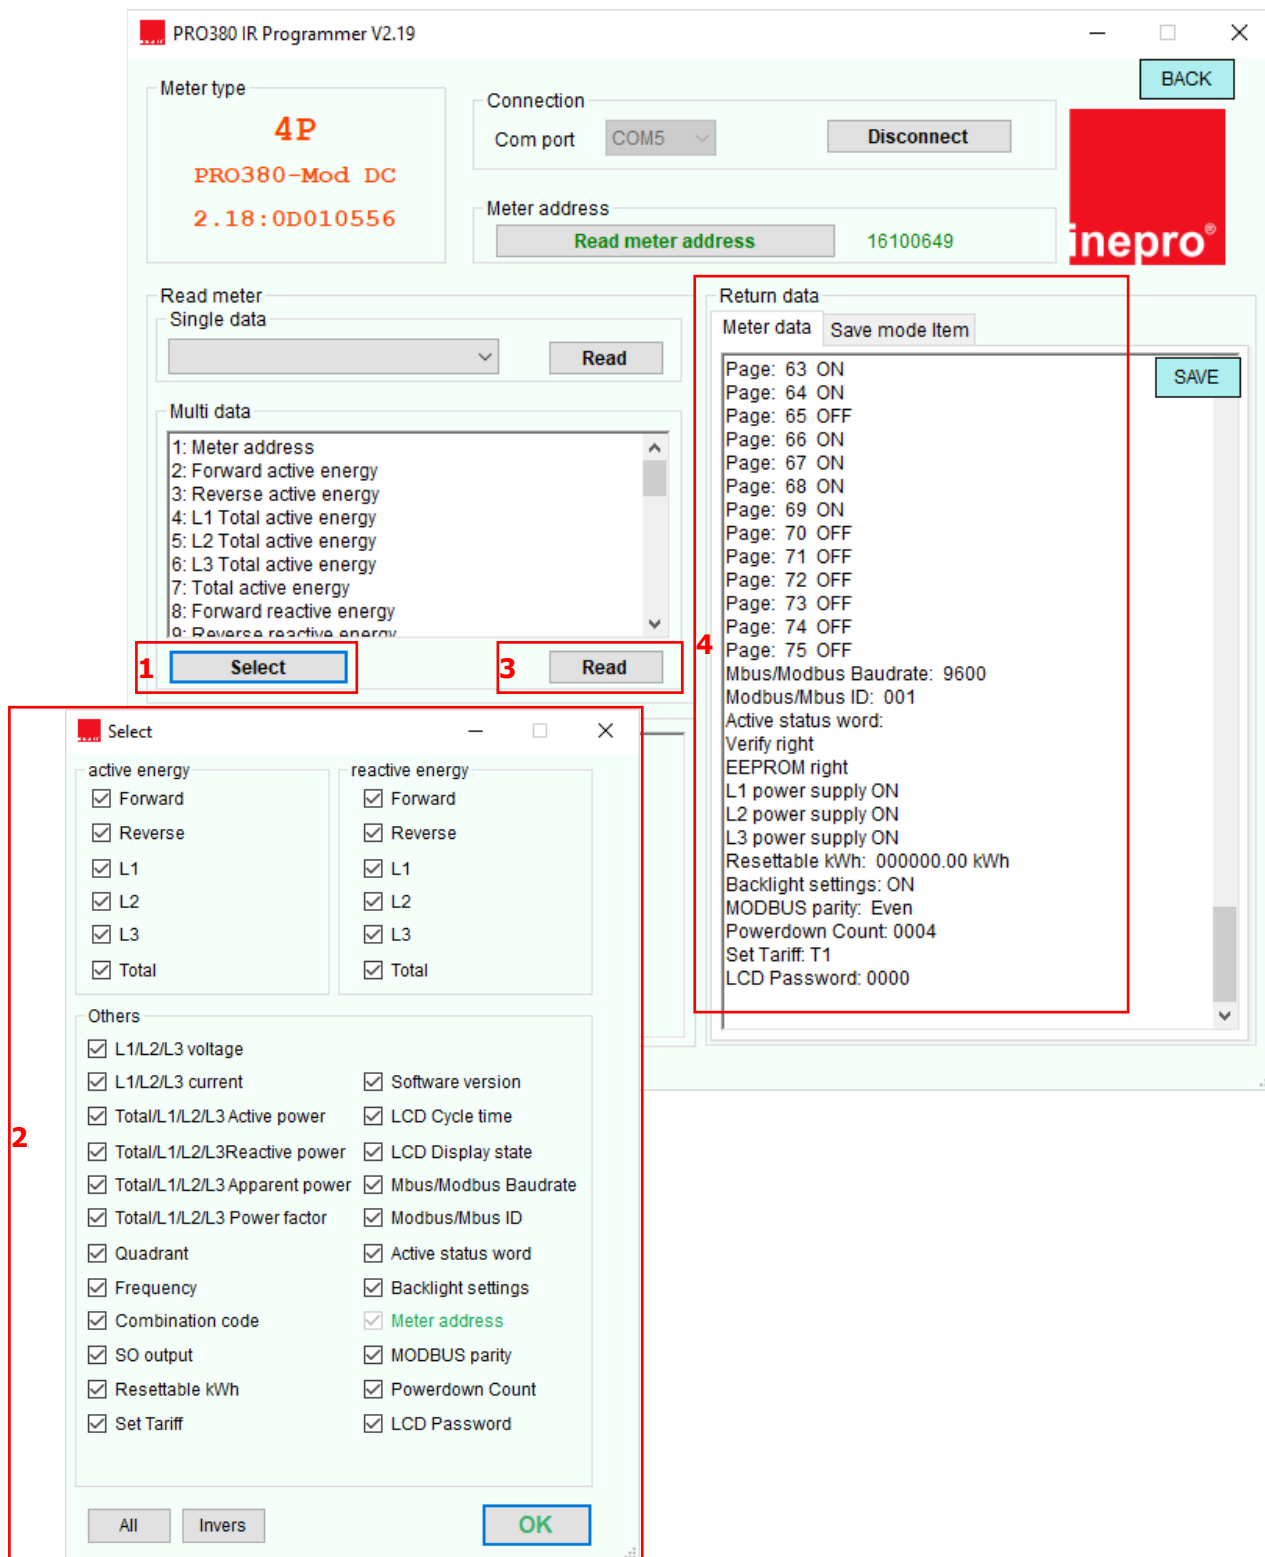 PRO380 IR Programmer V2.19
BACK
Meter type
4P
PRO380-Mod DC
2.18:0D010556
Connection
Com port COM5 Disconnect
Meter address
Read meter address 16100649
inepro®
Read meter
Single data
Read
Multi data
1: Meter address
2: Forward active energy
3: Reverse active energy
4: L1 Total active energy
5: L2 Total active energy
6: L3 Total active energy
7: Total active energy
8: Forward reactive energy
9: Reverse reactive energy
1 Select
3 Read
Return data
Meter data Save mode Item
SAVE
4
Page: 63 ON
Page: 64 ON
Page: 65 OFF
Page: 66 ON
Page: 67 ON
Page: 68 ON
Page: 69 ON
Page: 70 OFF
Page: 71 OFF
Page: 72 OFF
Page: 73 OFF
Page: 74 OFF
Page: 75 OFF
Mbus/Modbus Baudrate: 9600
Modbus/Mbus ID: 001
Active status word:
Verify right
EEPROM right
L1 power supply ON
L2 power supply ON
L3 power supply ON
Resettable kWh: 000000.00 kWh
Backlight settings: ON
MODBUS parity: Even
Powerdown Count: 0004
Set Tariff: T1
LCD Password: 0000
2
Select
active energy
Forward
Reverse
L1
L2
L3
Total
reactive energy
Forward
Reverse
L1
L2
L3
Total
Others
L1/L2/L3 voltage
L1/L2/L3 current
Total/L1/L2/L3 Active power
Total/L1/L2/L3Reactive power
Total/L1/L2/L3 Apparent power
Total/L1/L2/L3 Power factor
Quadrant
Frequency
Combination code
SO output
Resettable kWh
Set Tariff
Software version
LCD Cycle time
LCD Display state
Mbus/Modbus Baudrate
Modbus/Mbus ID
Active status word
Backlight settings
Meter address
MODBUS parity
Powerdown Count
LCD Password
All Invers OK